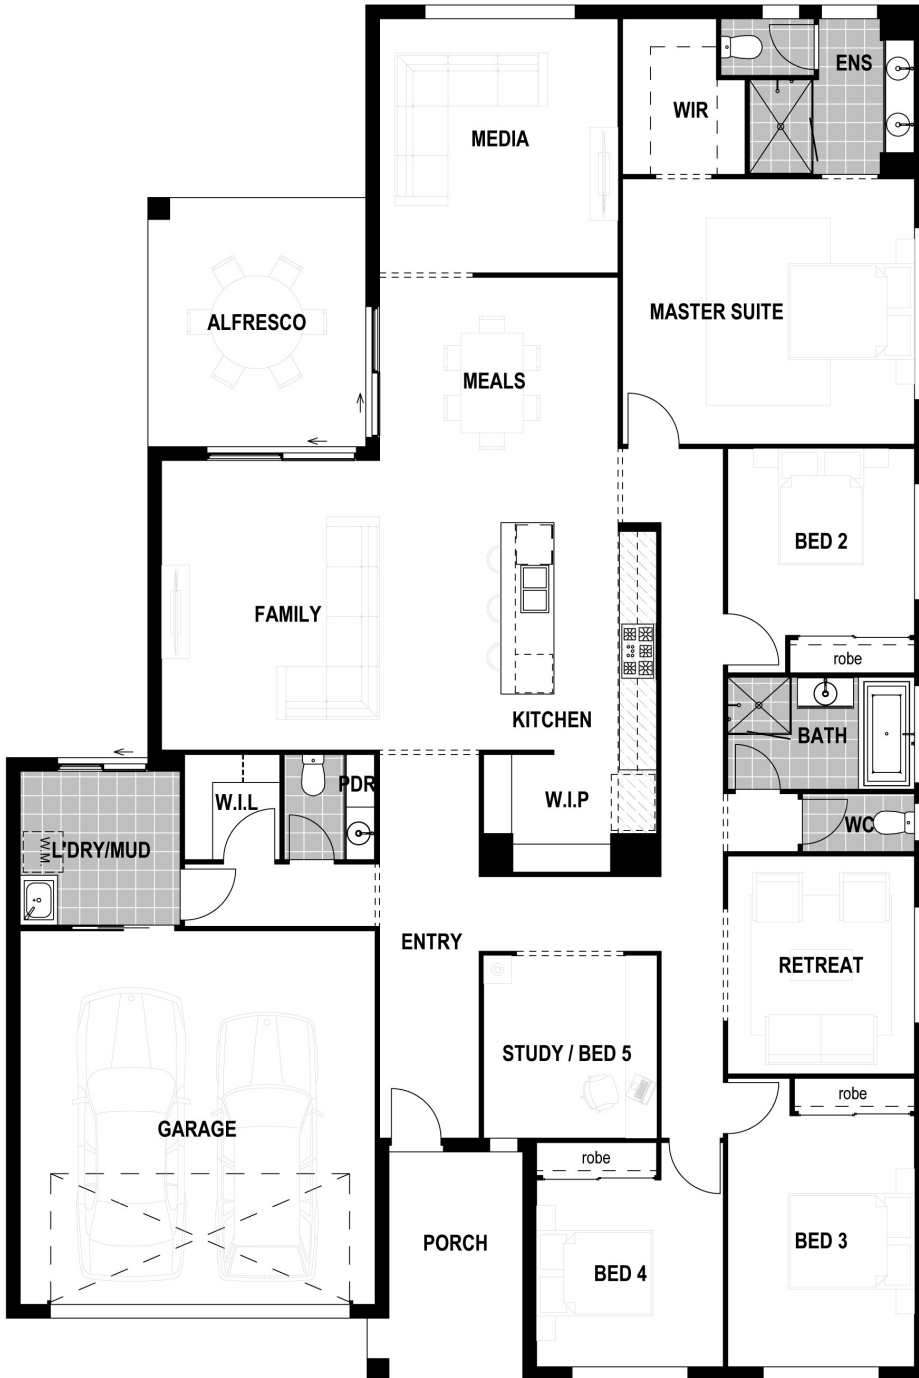 MEDIA
WIR
ENS
ALFRESCO
MASTER SUITE
MEALS
BED 2
FAMILY
robe
KITCHEN
BATH
PDR
W.I.L
W.I.P
WC
L'DRY/MUD
WM
ENTRY
RETREAT
STUDY / BED 5
robe
GARAGE
robe
PORCH
BED 3
BED 4